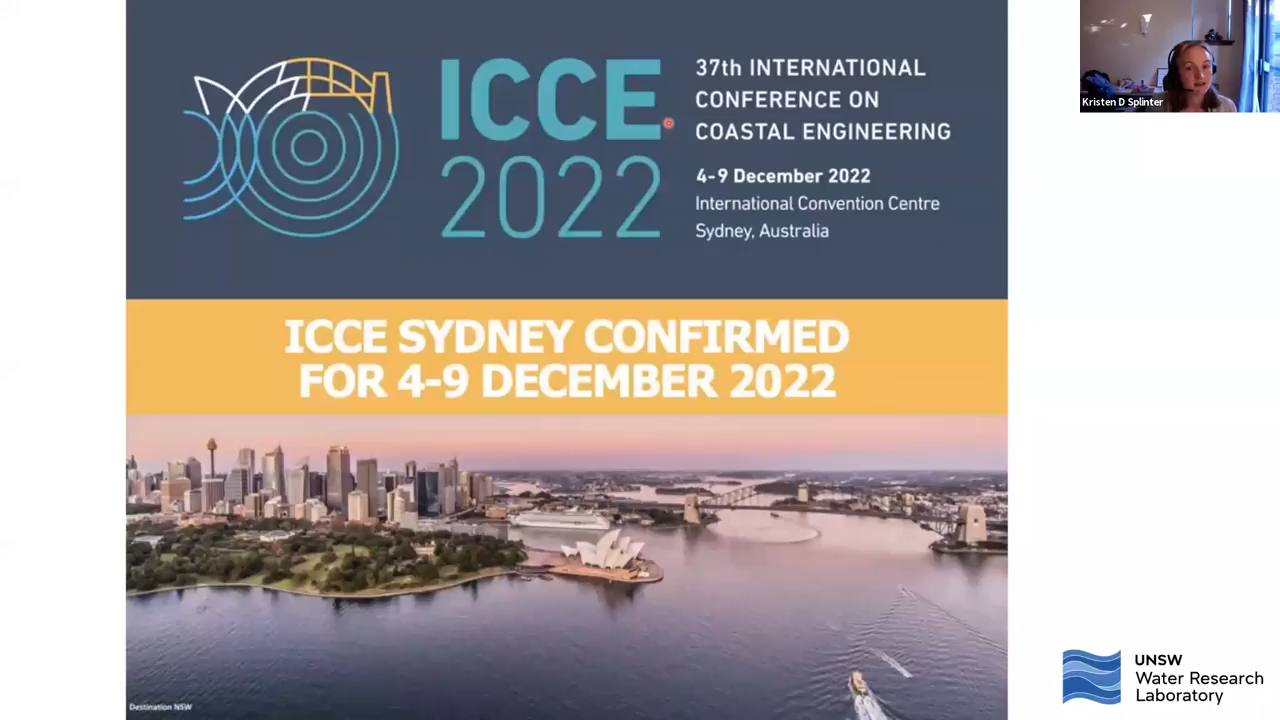 ICCE
2022
37th INTERNATIONAL
CONFERENCE ON
COASTAL ENGINEERING
4-9 December 2022
International Convention Centre
Sydney, Australia
Kristen D Splinter
ICCE SYDNEY CONFIRMED
FOR 4-9 DECEMBER 2022
Destination NSW
UNSW
Water Research
Laboratory